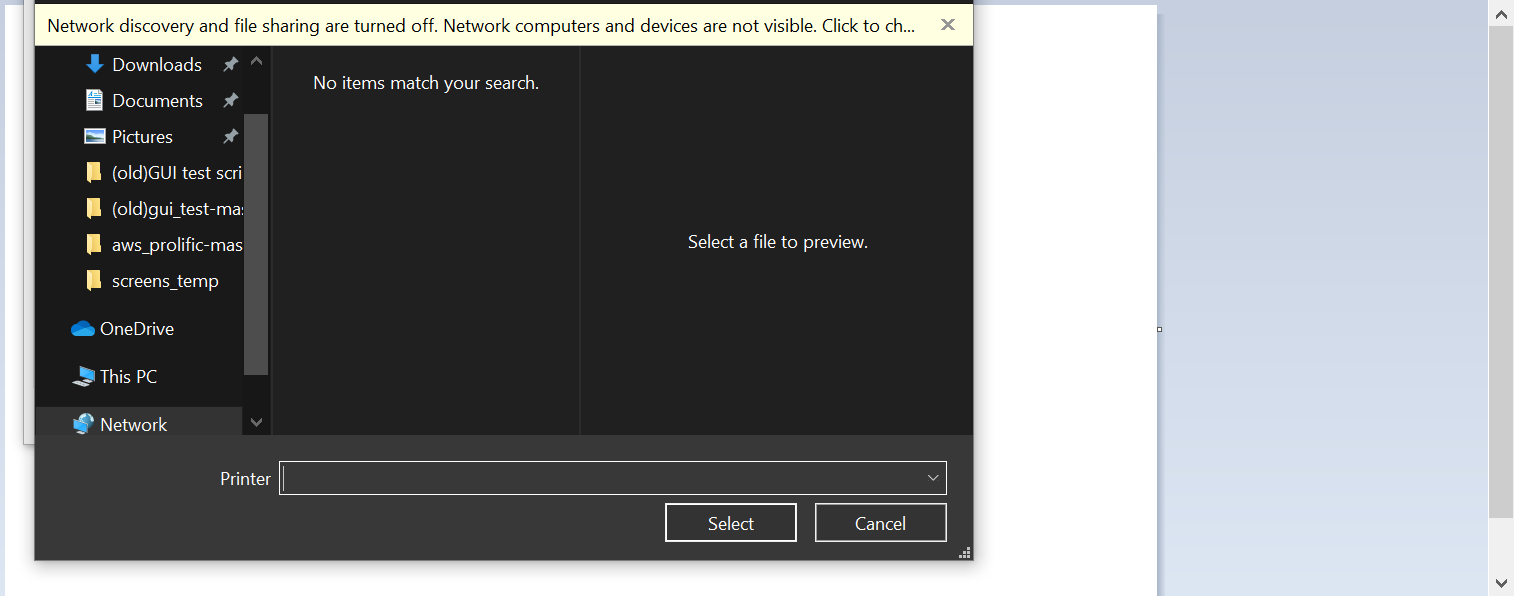 Network discovery and file sharing are turned off. Network computers and devices are not visible. Click to ch...
Downloads
Documents
Pictures
(old)GUI test scri
(old)gui_test-mas
aws_prolific-mas
screens_temp
OneDrive
This PC
Network
No items match your search.
Select a file to preview.
Printer
Select
Cancel